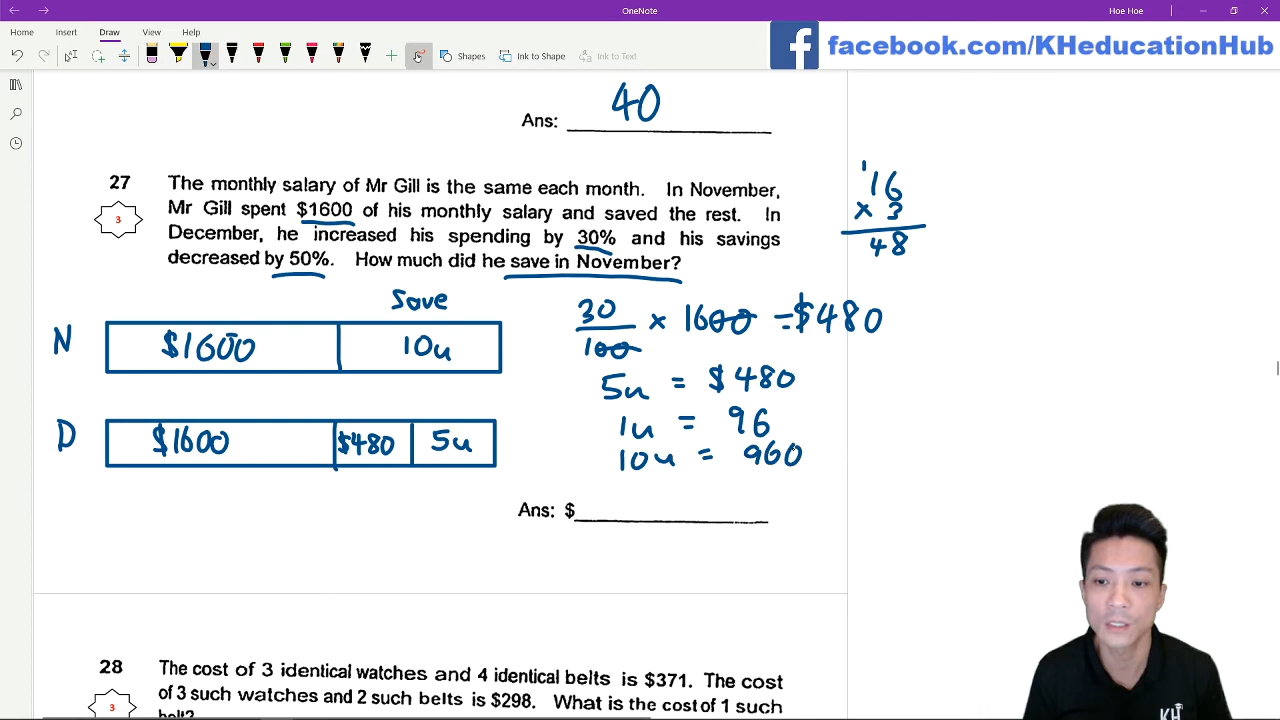 OneNote
Hoe Hoe
Home Insert Draw View Help
Shapes Ink to Shape Ink to Text
facebook.com/KHeducationHub
40
Ans:
27 The monthly salary of Mr Gill is the same each month. In November,
3 Mr Gill spent $1600 of his monthly salary and saved the rest. In
December, he increased his spending by 30% and his savings
decreased by 50%. How much did he save in November?
1
16
× 3
48
save
N $1600 10u
30/100 × 1600 = $480
5u = $480
D $1600 $480 5u
1u = 96
10u = 960
Ans: $
28 The cost of 3 identical watches and 4 identical belts is $371. The cost
3 of 3 such watches and 2 such belts is $298. What is the cost of 1 such
belt?
KH